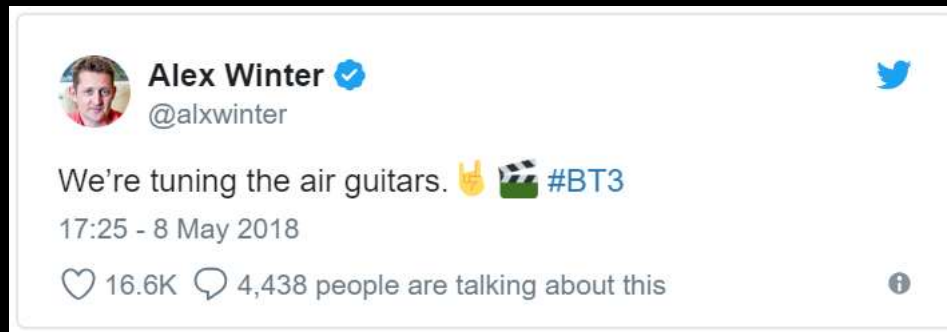 Alex Winter
@alxwinter
We’re tuning the air guitars.🤘 🎬 #BT3
17:25 - 8 May 2018
16.6K 4,438 people are talking about this